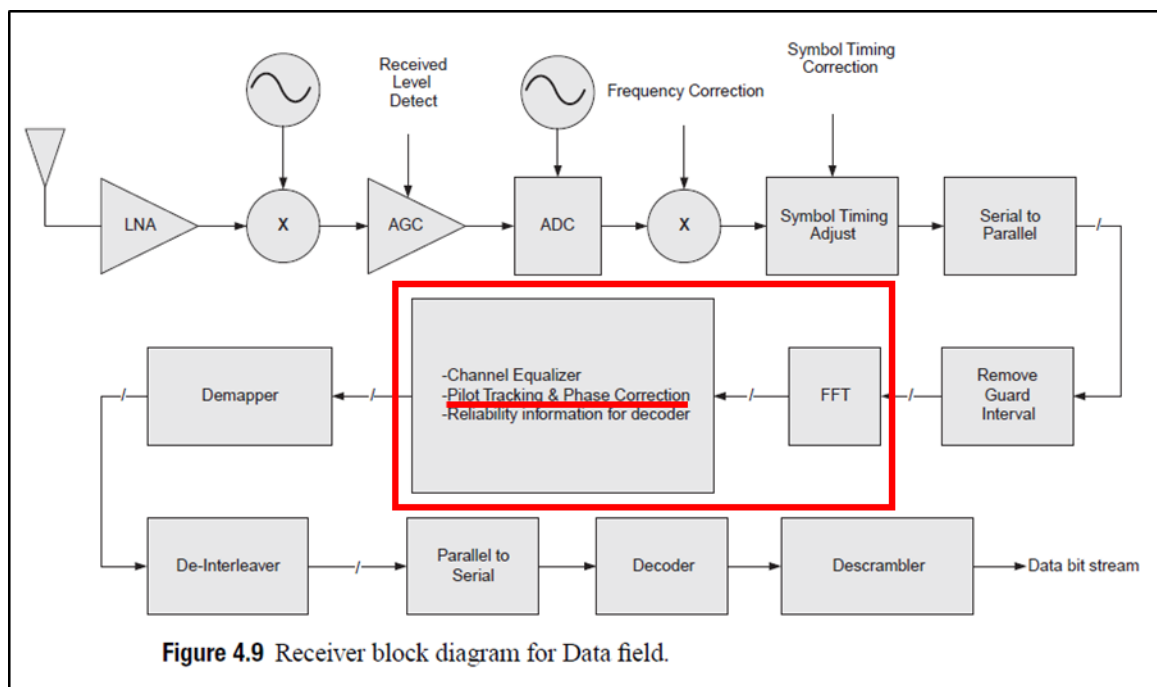 Received
Level
Detect
Frequency Correction
Symbol Timing
Correction
LNA
X
AGC
ADC
X
Symbol Timing
Adjust
Serial to
Parallel
/
Demapper
/
-Channel Equalizer
-Pilot Tracking & Phase Correction
-Reliability information for decoder
/
FFT
/
Remove
Guard
Interval
/
De-Interleaver
/
Parallel to
Serial
Decoder
Descrambler
Data bit stream
Figure 4.9 Receiver block diagram for Data field.